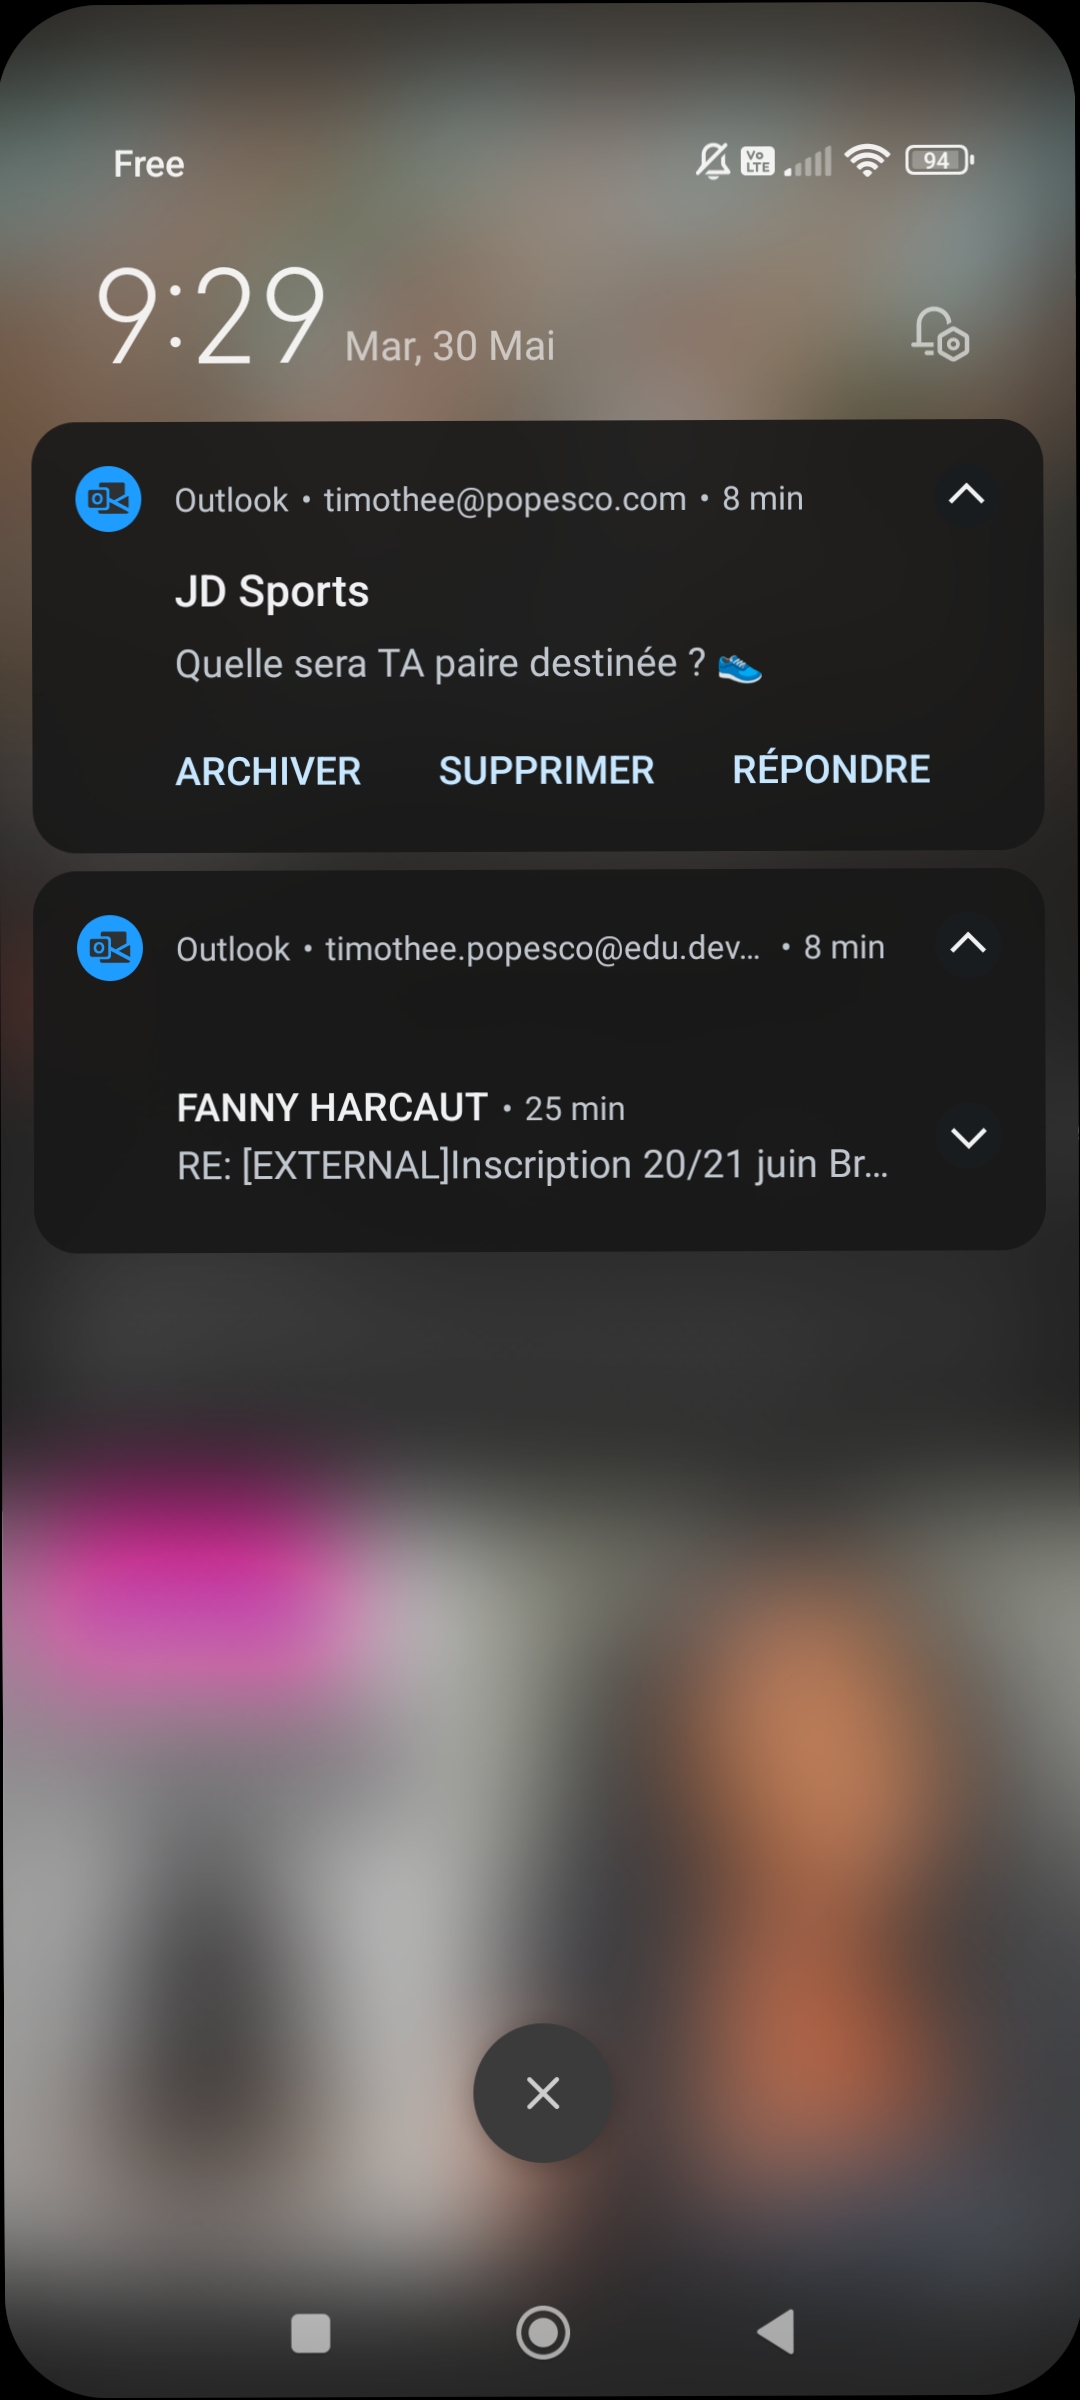 Free
Vo LTE
94
9:29 Mar, 30 Mai
Outlook • timothee@popesco.com • 8 min
JD Sports
Quelle sera TA paire destinée ? 👟
ARCHIVER SUPPRIMER RÉPONDRE
Outlook • timothee.popesco@edu.dev... • 8 min
FANNY HARCAUT • 25 min
RE: [EXTERNAL]Inscription 20/21 juin Br...